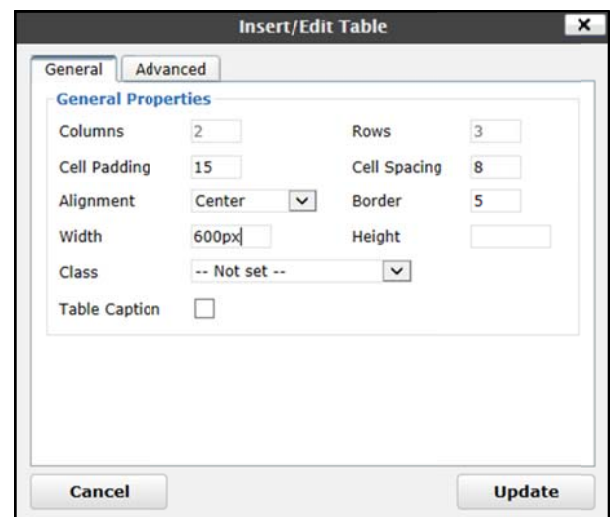 Insert/Edit Table
General Advanced
General Properties
Columns 2 Rows 3
Cell Padding 15 Cell Spacing 8
Alignment Center Border 5
Width 600px Height
Class -- Not set --
Table Caption
Cancel Update